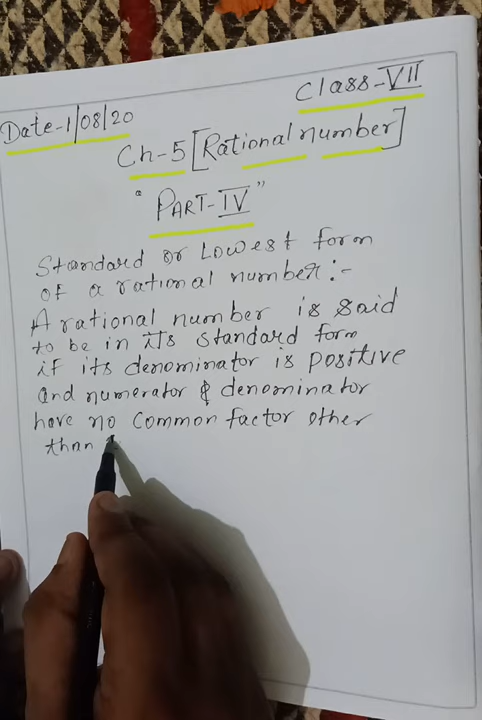 Class-VII
Date-1/08/20
Ch-5 [Rational number]
"PART-IV"
Standard or Lowest form
of a rational number:-
A rational number is said
to be in its standard form
if its denominator is positive
and numerator & denominator
have no common factor other
than